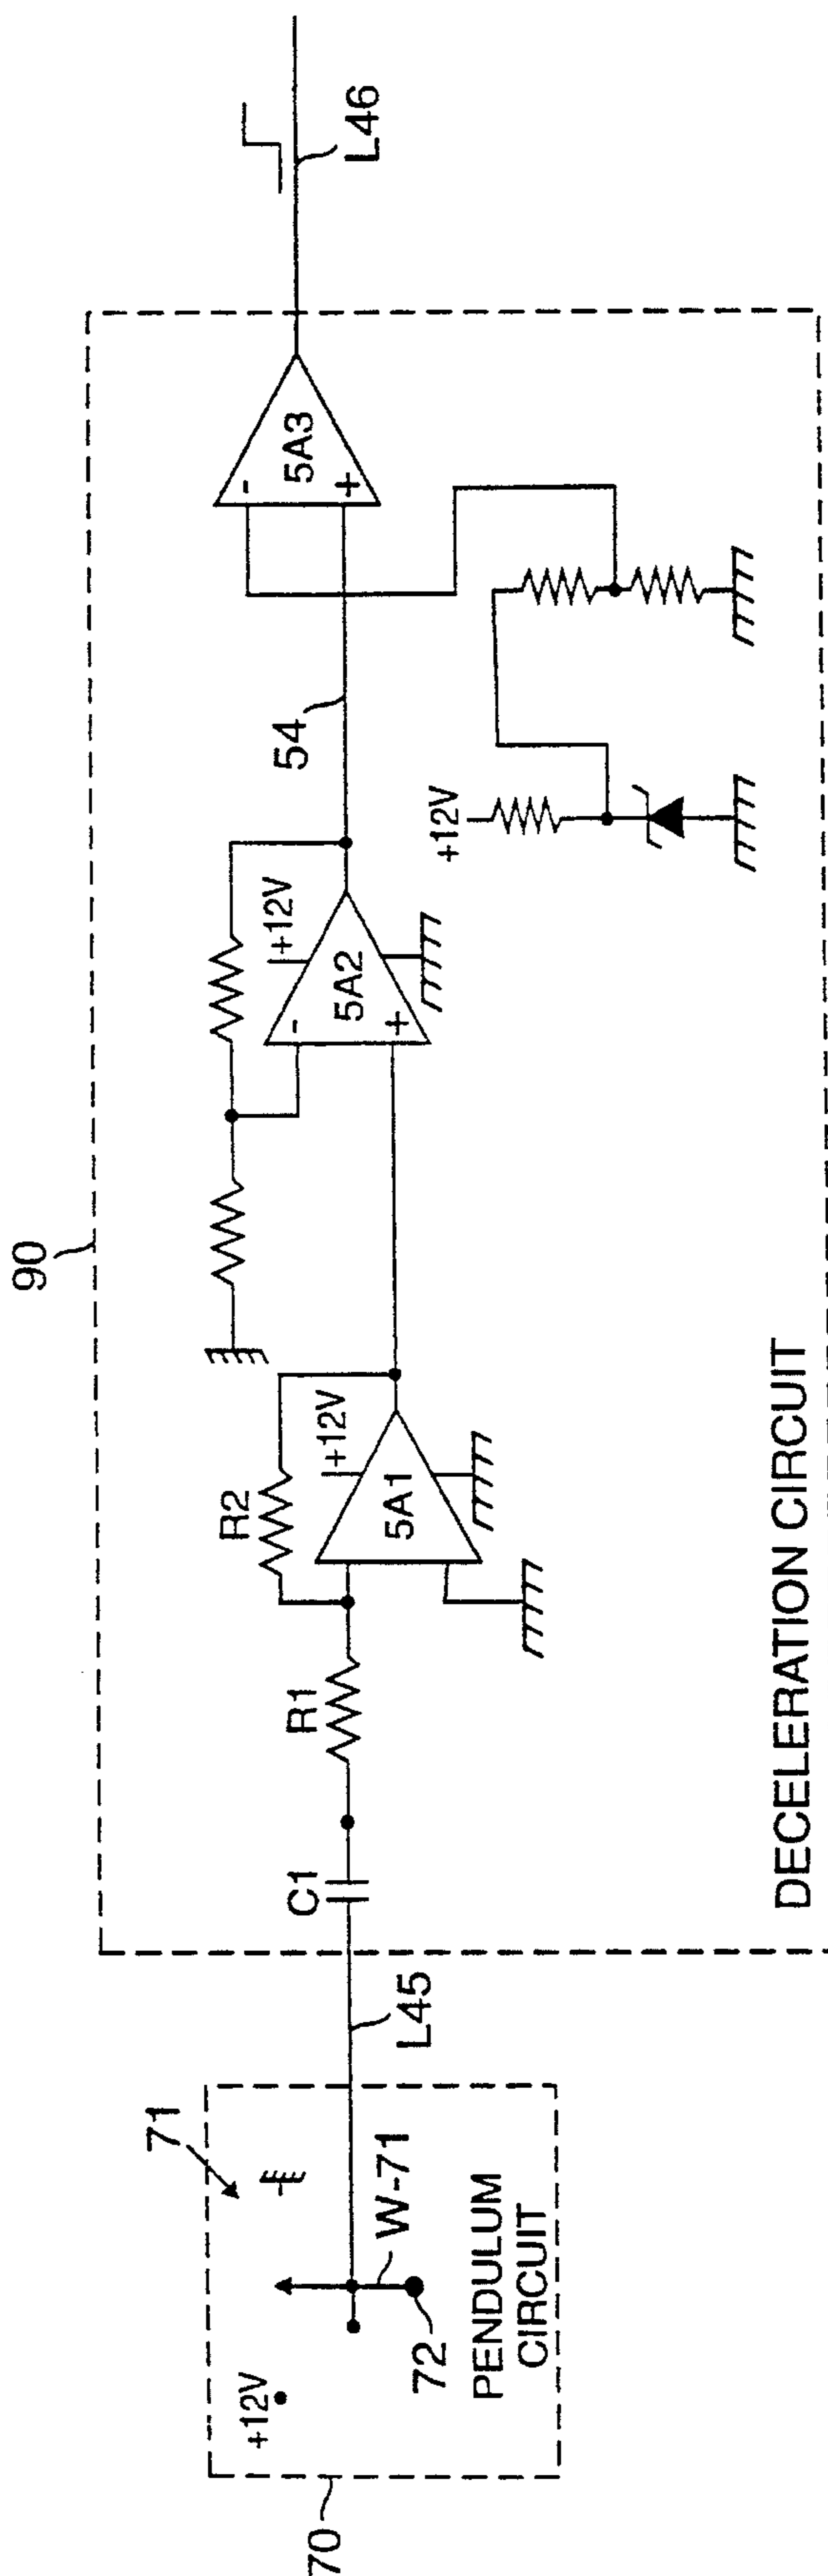 70
+12V
71
72
W-71
PENDULUM
CIRCUIT
L45
90
C1
R1
R2
+12V
5A1
-
+12V
5A2
+
54
+12V
-
5A3
+
L46
DECELERATION CIRCUIT